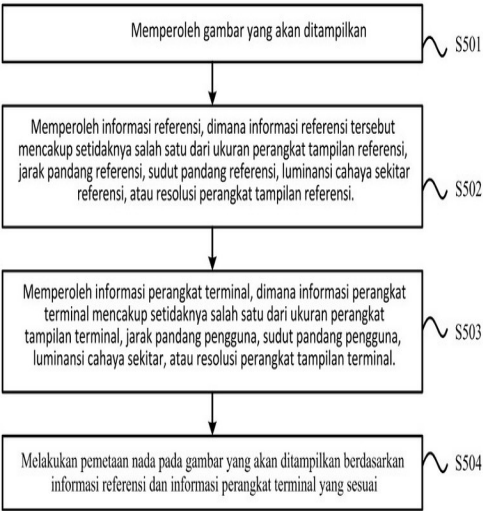 Memperoleh gambar yang akan ditampilkan
S501
Memperoleh informasi referensi, dimana informasi referensi tersebut
mencakup setidaknya salah satu dari ukuran perangkat tampilan referensi,
jarak pandang referensi, sudut pandang referensi, luminansi cahaya sekitar
referensi, atau resolusi perangkat tampilan referensi.
S502
Memperoleh informasi perangkat terminal, dimana informasi perangkat
terminal mencakup setidaknya salah satu dari ukuran perangkat
tampilan terminal, jarak pandang pengguna, sudut pandang pengguna,
luminansi cahaya sekitar, atau resolusi perangkat tampilan terminal.
S503
Melakukan pemetaan nada pada gambar yang akan ditampilkan berdasarkan
informasi referensi dan informasi perangkat terminal yang sesuai
S504